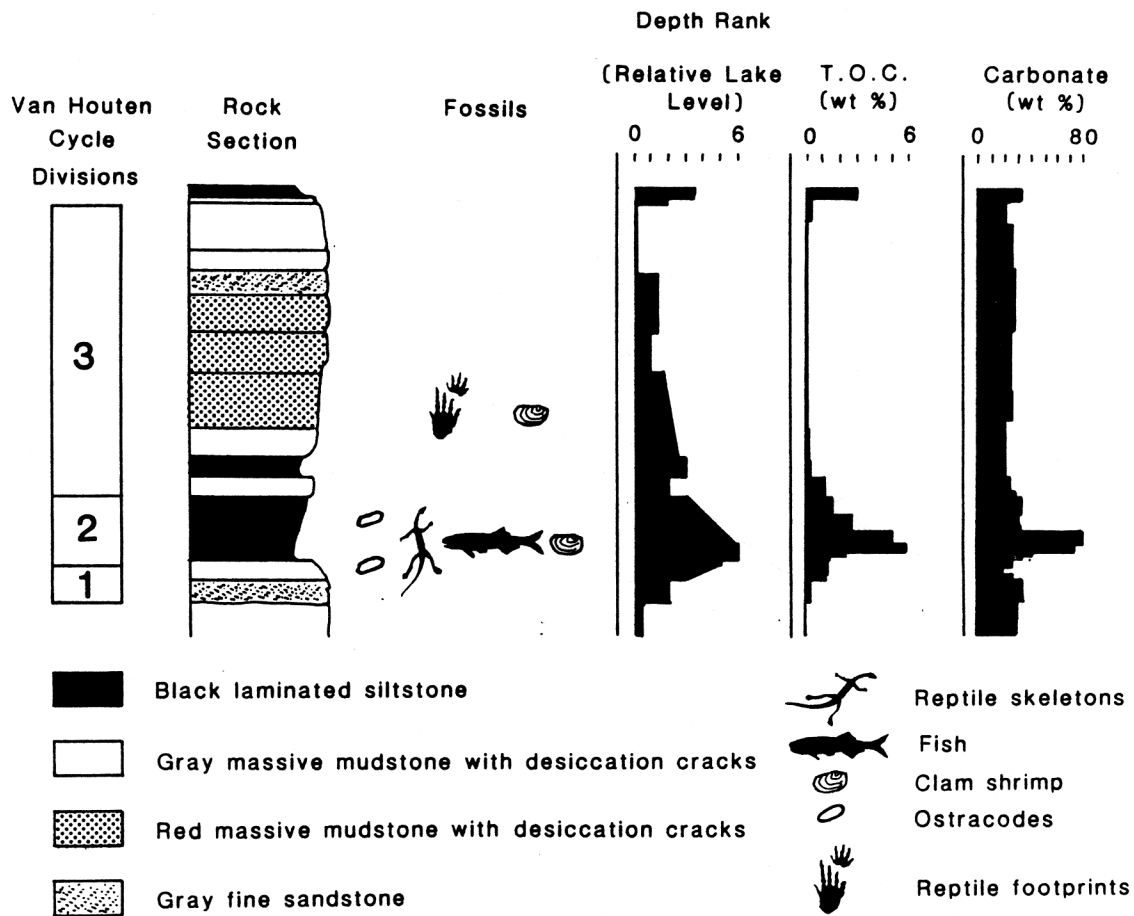 Depth Rank
Van Houten
Cycle
Divisions
Rock
Section
Fossils
(Relative Lake
Level)
T.O.C.
(wt %)
Carbonate
(wt %)
0 6
0 6
0 80
3
2
1
Black laminated siltstone
Gray massive mudstone with desiccation cracks
Red massive mudstone with desiccation cracks
Gray fine sandstone
Reptile skeletons
Fish
Clam shrimp
Ostracodes
Reptile footprints